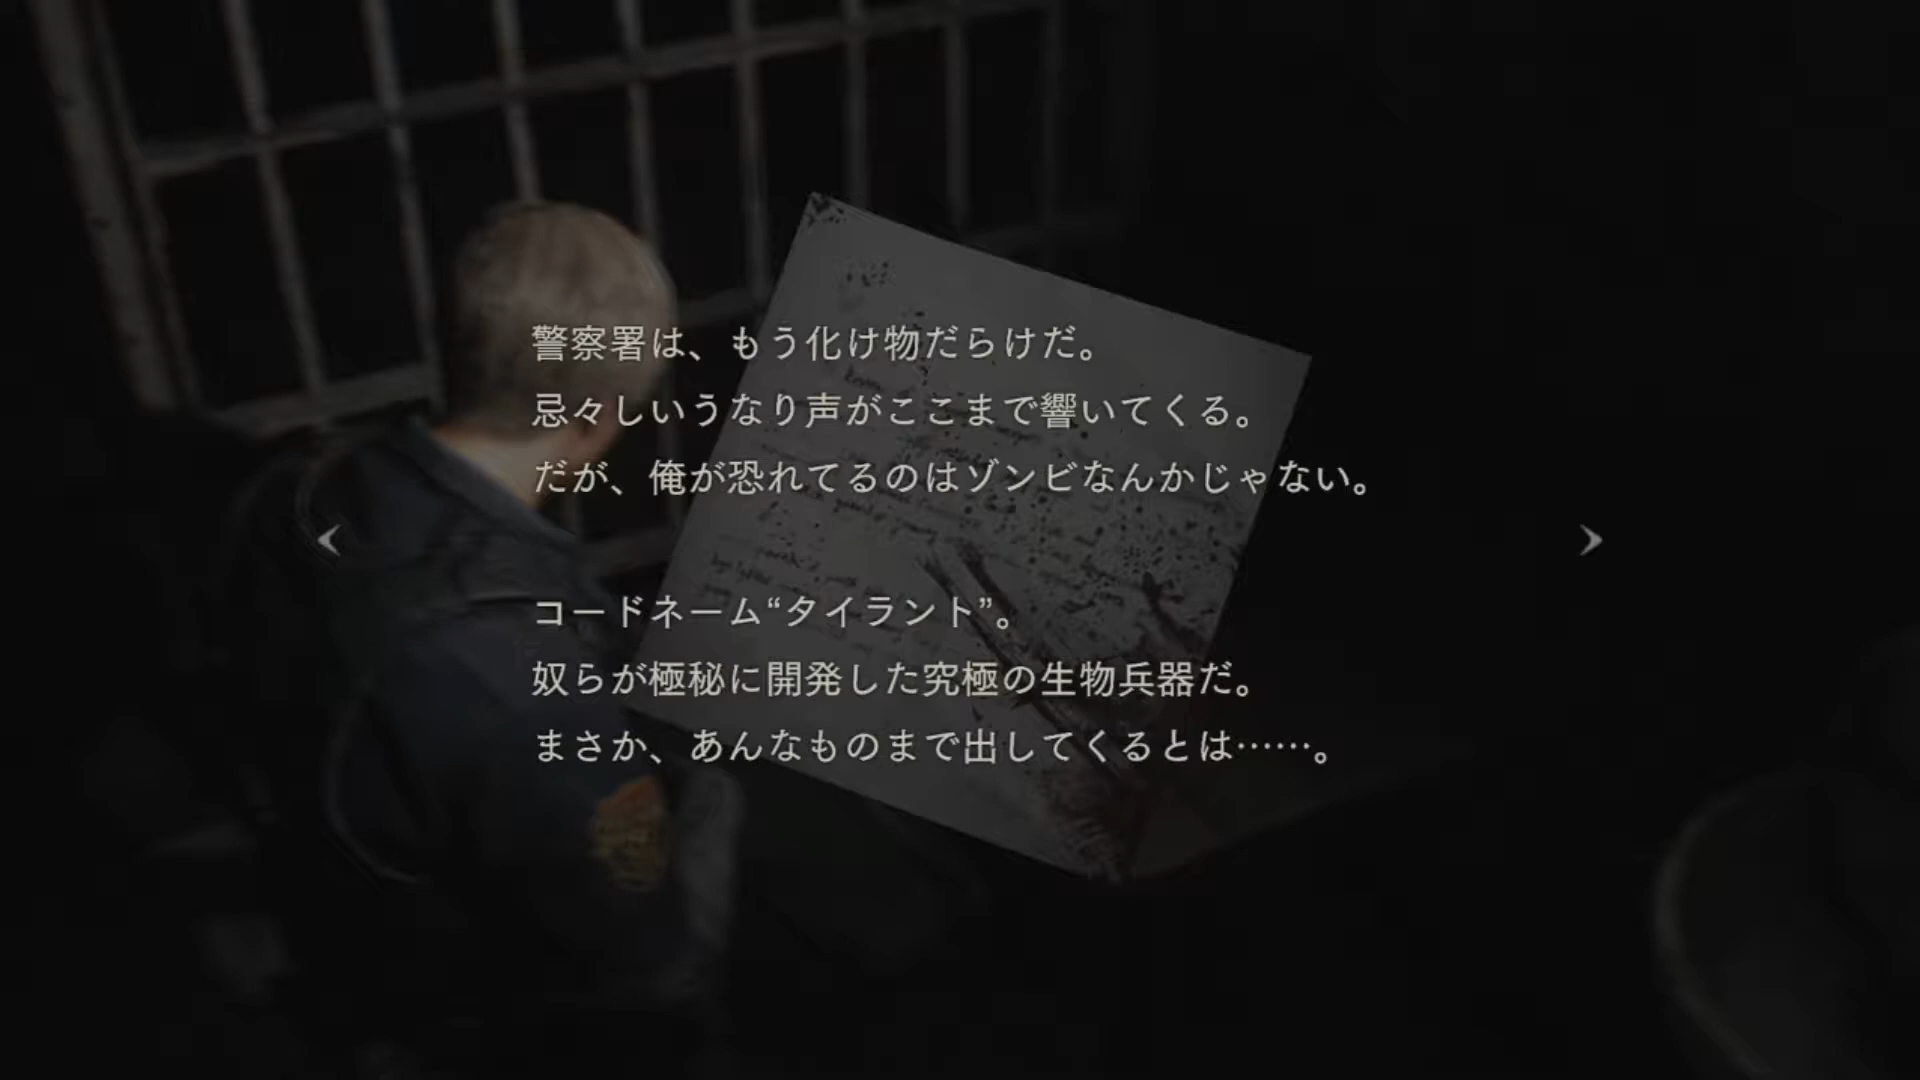 警察署は、もう化け物だらけだ。
忌々しいうなり声がここまで響いてくる。
だが、俺が恐れてるのはゾンビなんかじゃない。
コードネーム“タイラント”。
奴らが極秘に開発した究極の生物兵器だ。
まさか、あんなものまで出してくるとは……。